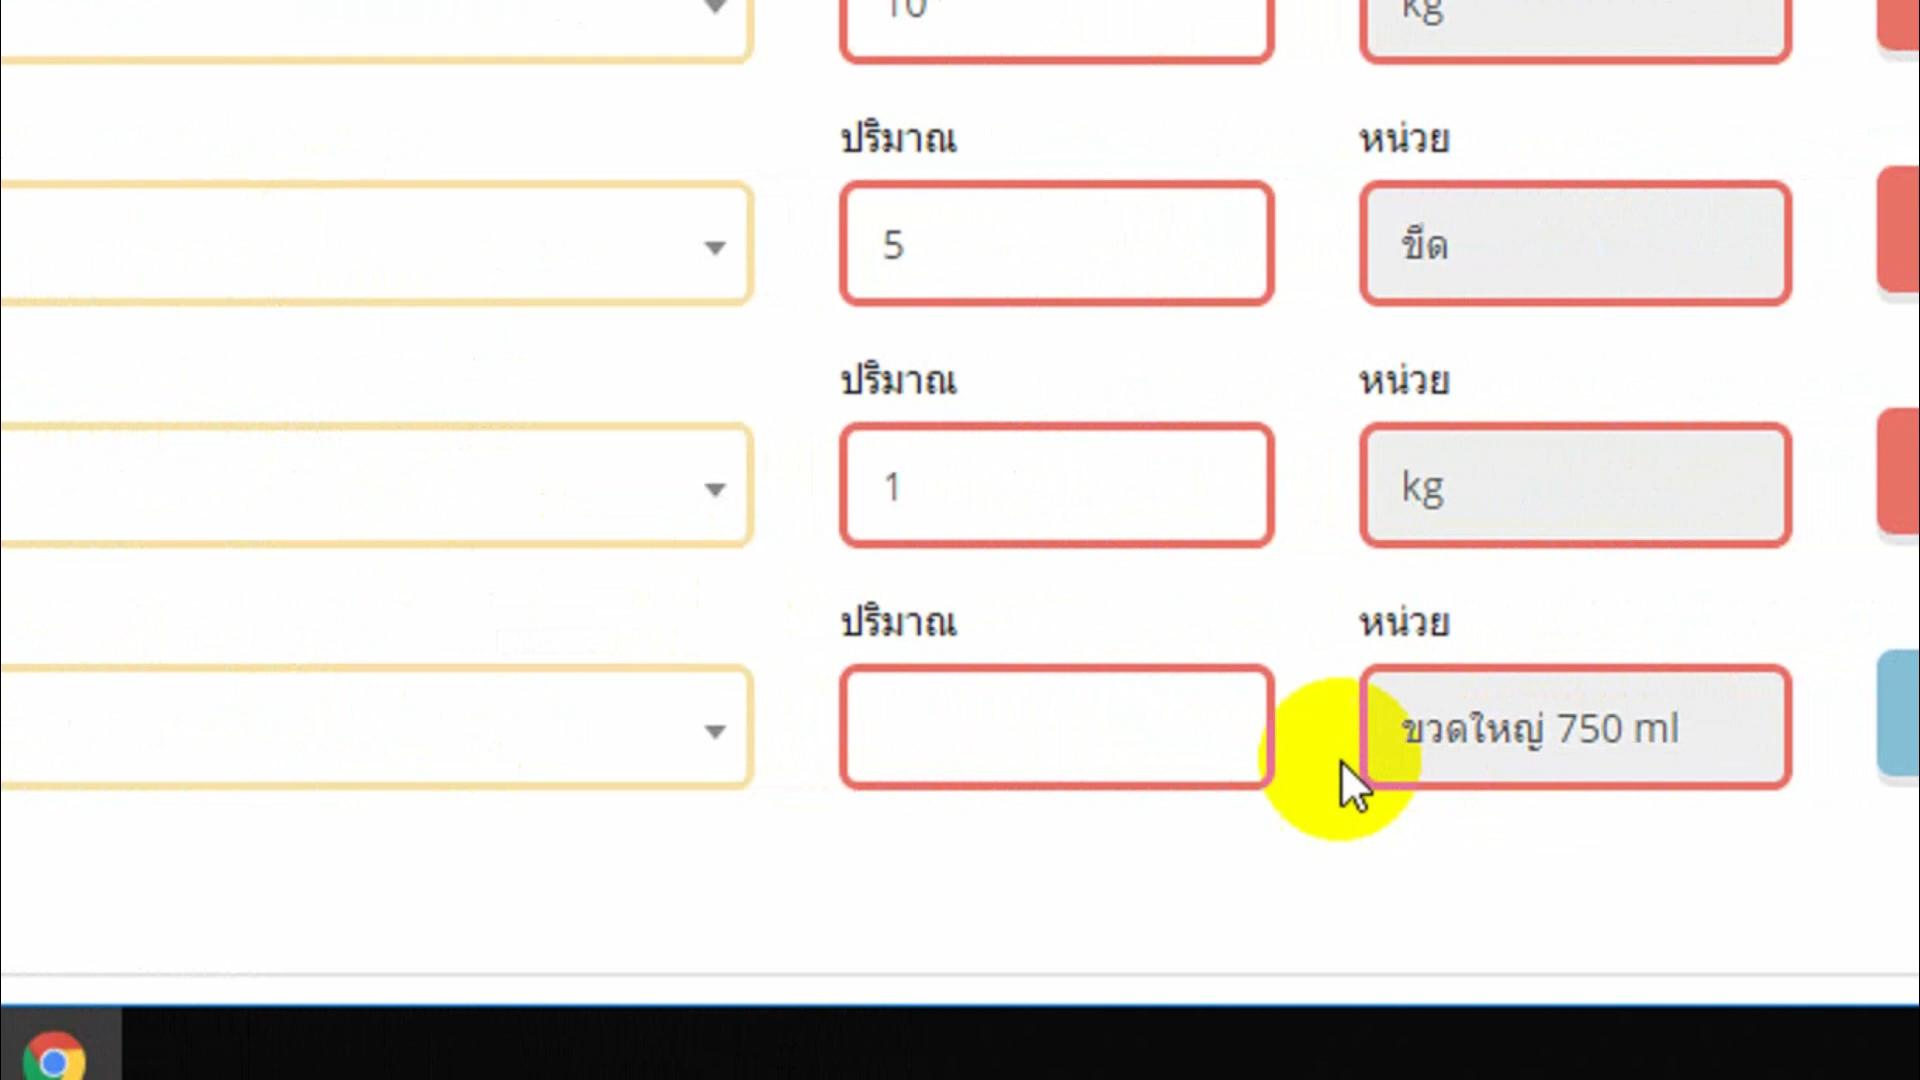 10 kg
ปริมาณ หน่วย
5 ขีด
ปริมาณ หน่วย
1 kg
ปริมาณ หน่วย
ขวดใหญ่ 750 ml